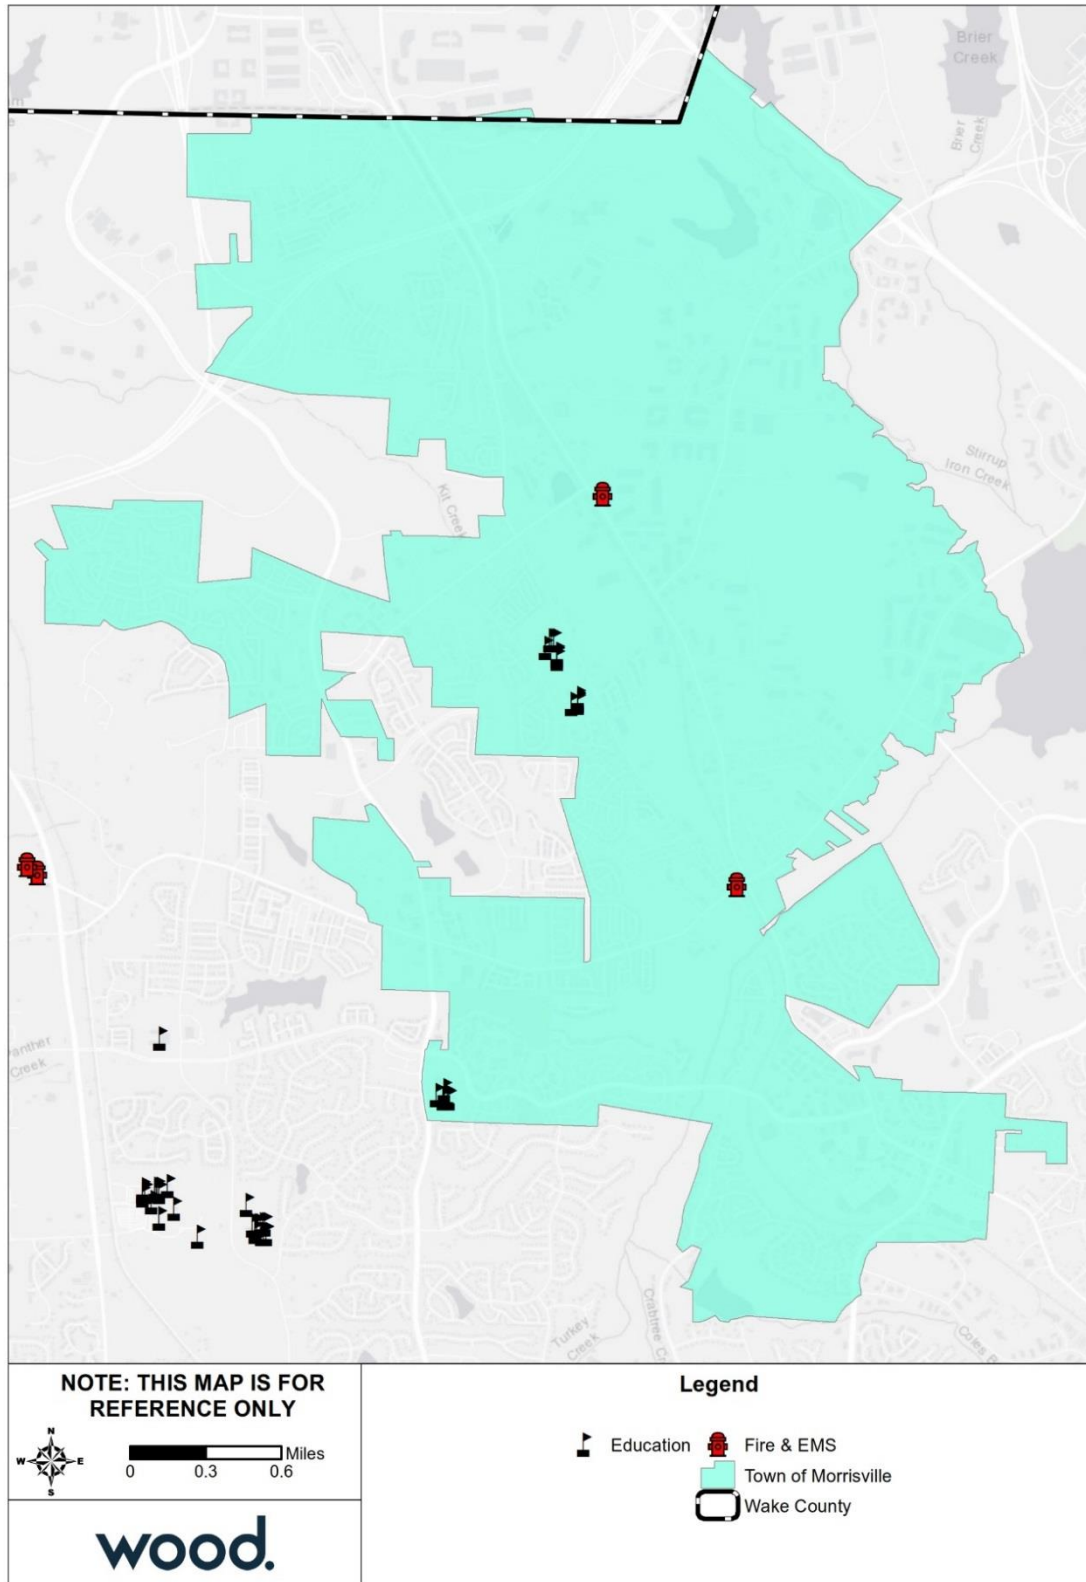 Brier
Creek
Brier
Creek
Stirrup
Iron Creek
Kit Creek
anther
Creek
Turkey
Creek
Crabtree Cr
Coles B
NOTE: THIS MAP IS FOR
REFERENCE ONLY
N
W E
S
Miles
0 0.3 0.6
wood.
Legend
Education Fire & EMS
Town of Morrisville
Wake County